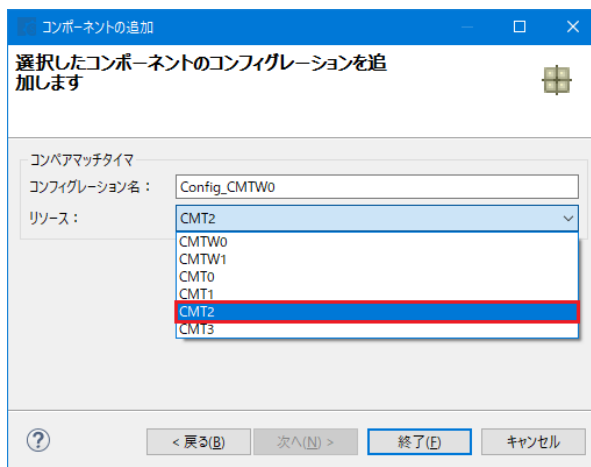 コンポーネントの追加
選択したコンポーネントのコンフィグレーションを追
加します
コンペアマッチタイマ
コンフィグレーション名：
Config_CMTW0
リソース：
CMT2
CMTW0
CMTW1
CMT0
CMT1
CMT2
CMT3
?
< 戻る(B)
次へ(N) >
終了(F)
キャンセル